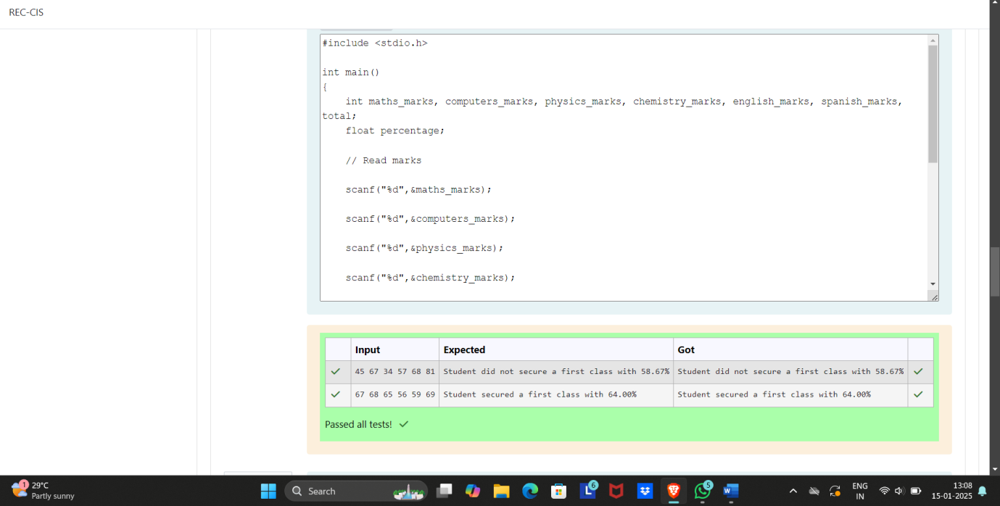 REC-CIS
#include <stdio.h>
int main()
{
int maths_marks, computers_marks, physics_marks, chemistry_marks, english_marks, spanish_marks,
total;
float percentage;
// Read marks
scanf("%d",&maths_marks);
scanf("%d",&computers_marks);
scanf("%d",&physics_marks);
scanf("%d",&chemistry_marks);
Input Expected Got
45 67 34 57 68 81 Student did not secure a first class with 58.67% Student did not secure a first class with 58.67%
67 68 65 56 59 69 Student secured a first class with 64.00% Student secured a first class with 64.00%
Passed all tests!
1 29°C
Partly sunny
Search
L 6
5
W
ENG
IN
13:08
15-01-2025